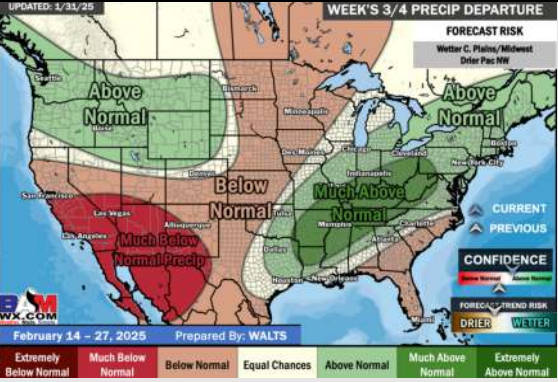 UPDATED: 1/31/25
WEEK'S 3/4 PRECIP DEPARTURE
FORECAST RISK
Wetter C. Plains/Midwest
Drier Pac NW
Seattle
Above
Normal
Boise
Bismarck
Minneapolis
Above
Normal
Boston
Des Moines
Chicago
Cleveland
New York City
Denver
Indianapolis
San Francisco
Below
Normal
Much Above
Normal
Las Vegas
Los Angeles
Albuquerque
Tulsa
Memphis
Charlotte
Much Below
Normal Precip
Dallas
Atlanta
Houston
New Orleans
Miami
CURRENT
PREVIOUS
CONFIDENCE
Below Normal
Above Normal
FORECAST TREND RISK
DRIER
WETTER
BAM
WX.COM
February 14 – 27, 2025
Prepared By: WALTS
Extremely
Below Normal
Much Below
Normal
Below Normal
Equal Chances
Above Normal
Much Above
Normal
Extremely
Above Normal